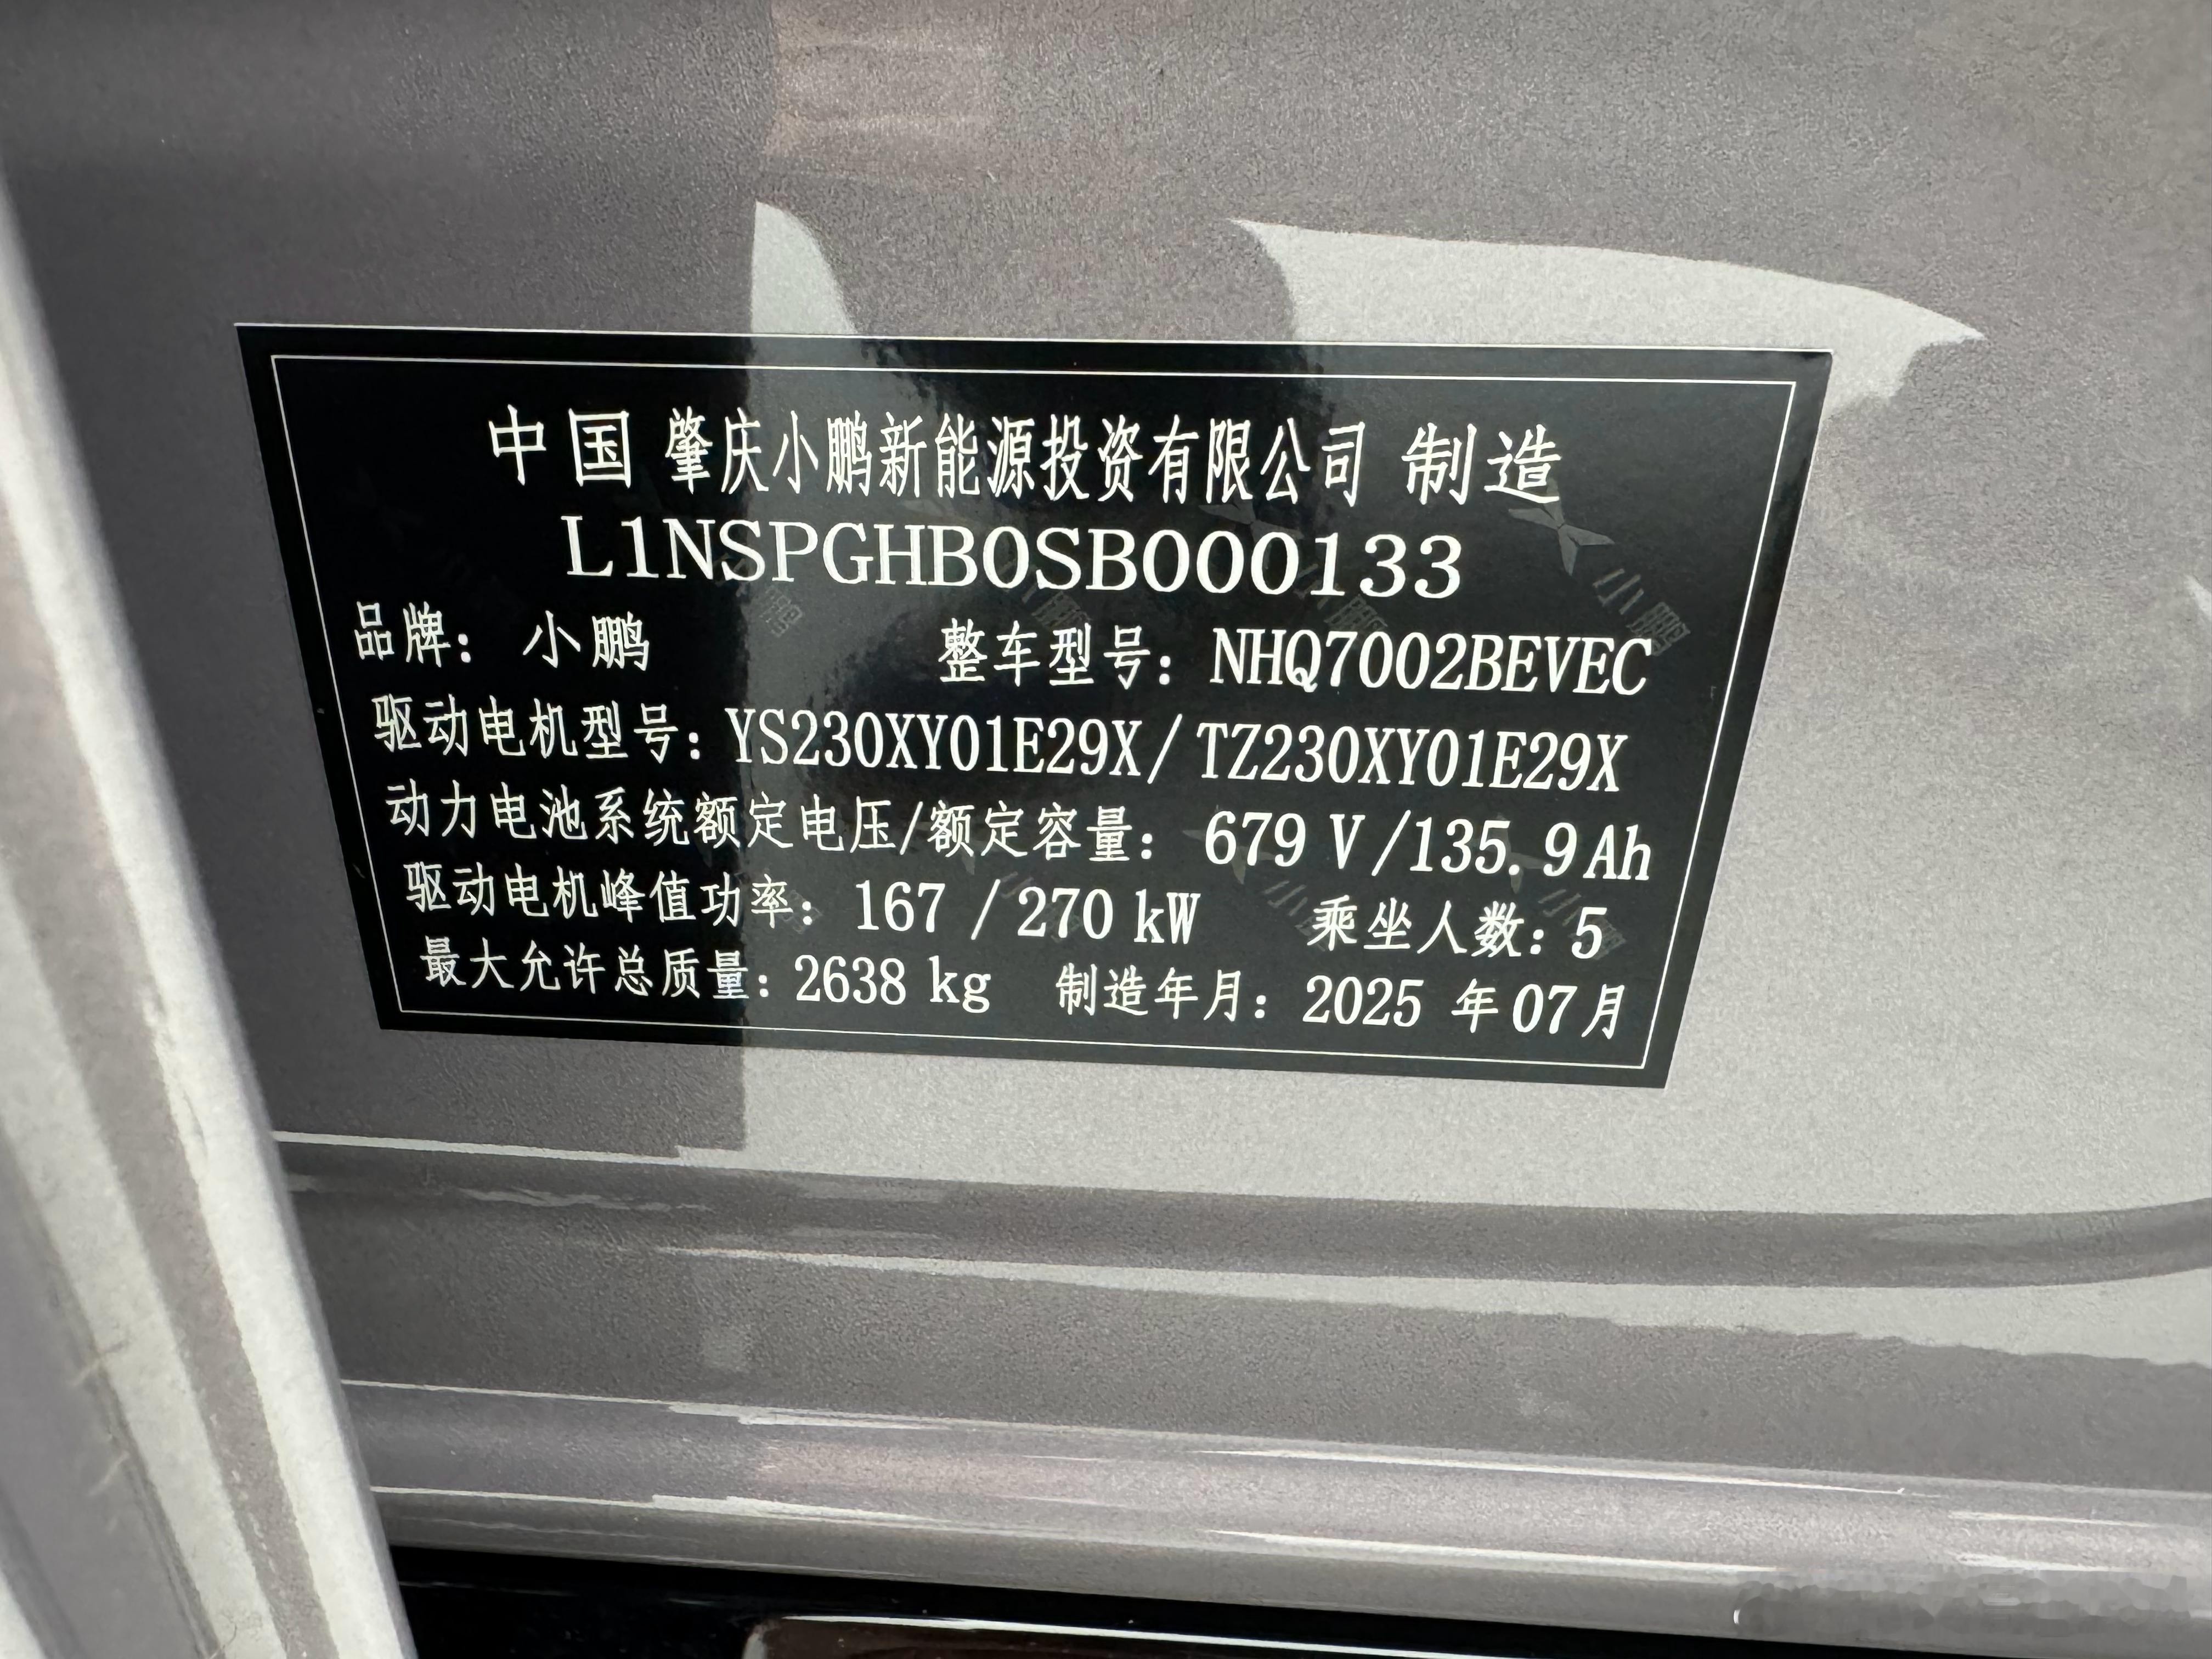 中国 肇庆小鹏新能源投资有限公司 制造
L1NSPGHB0SB000133
品牌： 小鹏 整车型号：NHQ7002BEVEC
驱动电机型号：YS230XY01E29X/TZ230XY01E29X
动力电池系统额定电压/额定容量：679 V/135.9Ah
驱动电机峰值功率：167 /270 kW 乘坐人数：5
最大允许总质量：2638 kg 制造年月：2025 年07月